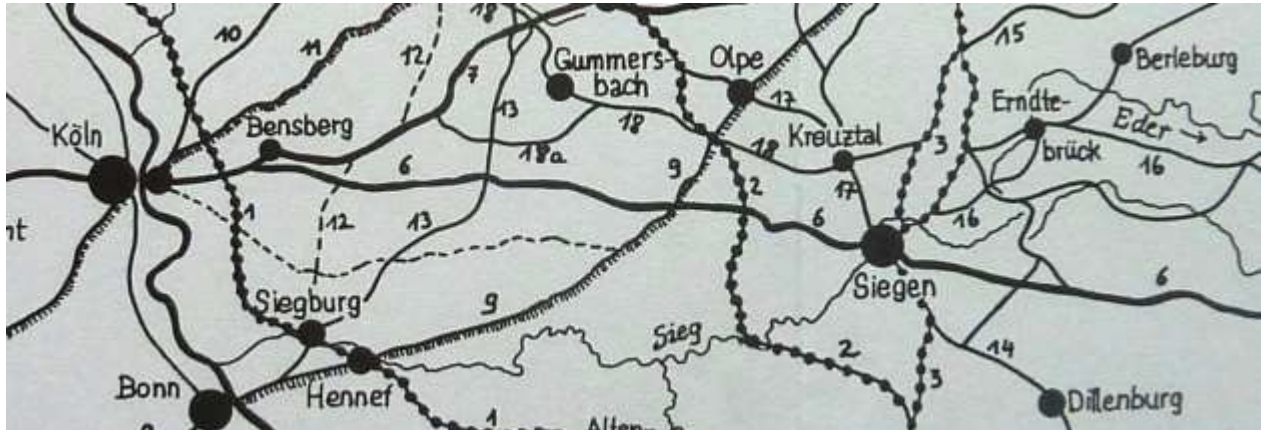 18
15
10
11
12
7
Gummers-
bach
Olpe
Berleburg
13
17
Erndte-
brück
Eder →
Köln
Bensberg
18
18a
Kreuztal
18
3
6
9
2
17
16
16
1
12
13
6
6
Siegburg
Siegen
9
Sieg
2
3
14
Bonn
Hennef
1
Dillenburg